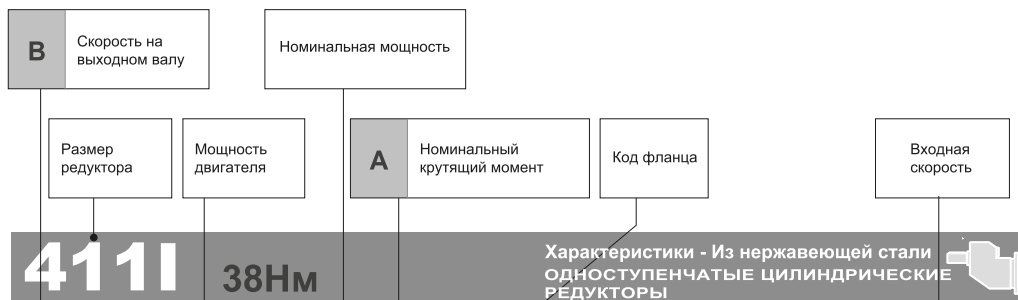 B
Скорость на
выходном валу
Номинальная мощность
Размер
редуктора
Мощность
двигателя
A
Номинальный
крутящий момент
Код фланца
Входная
скорость
411I
38Нм
Характеристики - Из нержавеющей стали
ОДНОСТУПЕНЧАТЫЕ ЦИЛИНДРИЧЕСКИЕ
РЕДУКТОРЫ